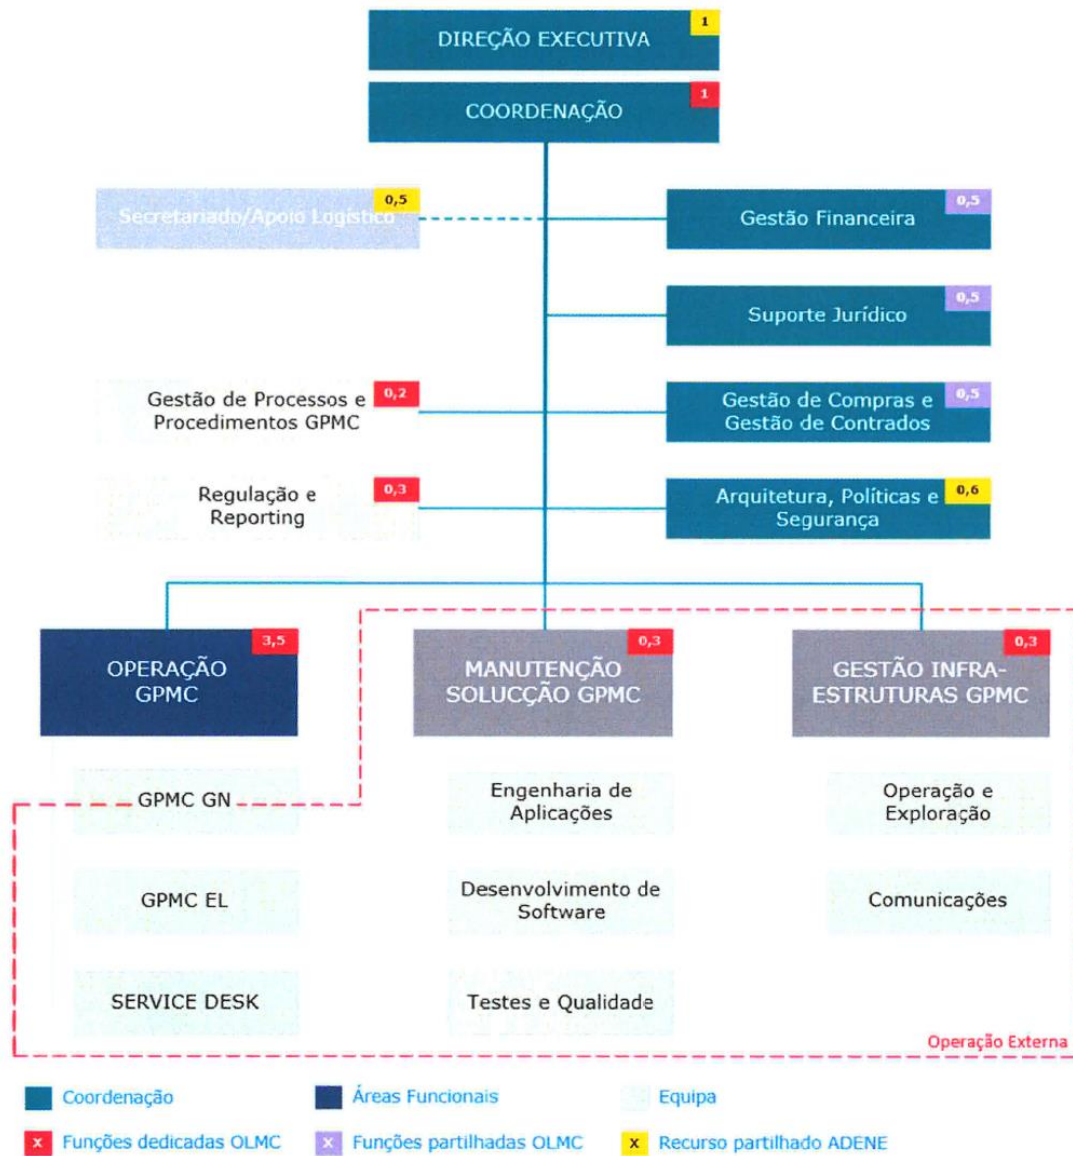 1
DIREÇÃO EXECUTIVA
1
COORDENAÇÃO
0,5
Secretariado/Apoio Logístico
0,5
Gestão Financeira
0,5
Suporte Jurídico
0,2
Gestão de Processos e
Procedimentos GPMC
0,5
Gestão de Compras e
Gestão de Contrados
0,3
Regulação e
Reporting
0,6
Arquitetura, Políticas e
Segurança
3,5
OPERAÇÃO
GPMC
0,3
MANUTENÇÃO
SOLUCÇÃO GPMC
0,3
GESTÃO INFRA-
ESTRUTURAS GPMC
GPMC GN
Engenharia de
Aplicações
Operação e
Exploração
GPMC EL
Desenvolvimento de
Software
Comunicações
SERVICE DESK
Testes e Qualidade
Operação Externa
Coordenação
Áreas Funcionais
Equipa
x Funções dedicadas OLMC
x Funções partilhadas OLMC
x Recurso partilhado ADENE